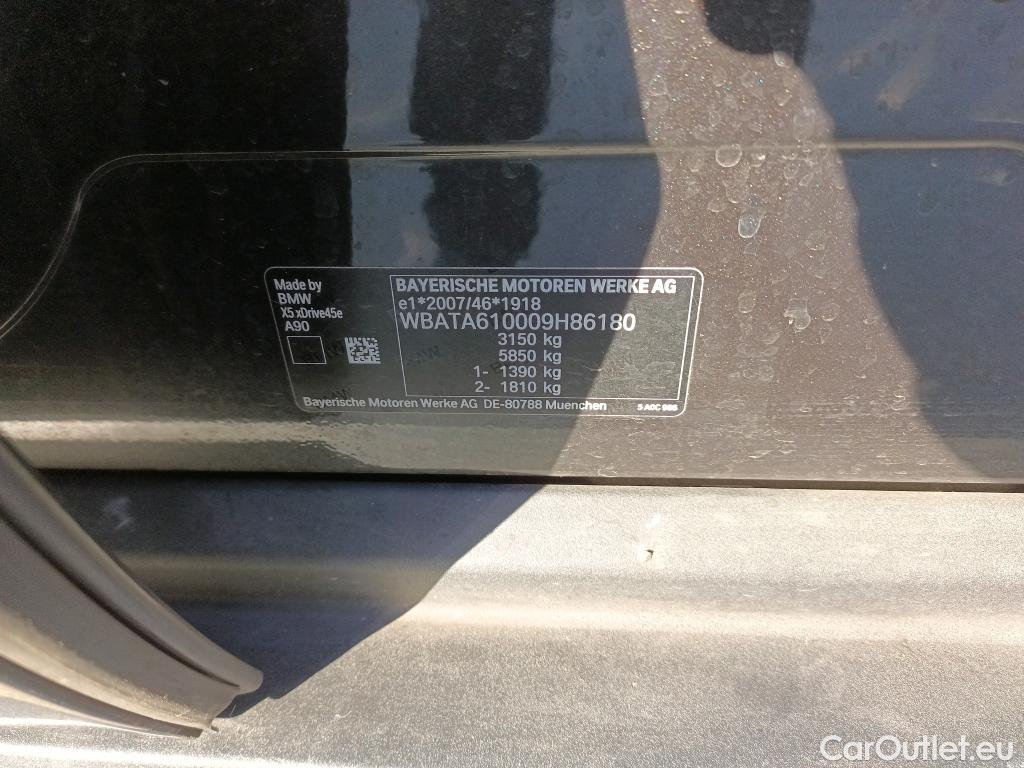 Made by
BMW
X5 xDrive45e
A90
BAYERISCHE MOTOREN WERKE AG
e1*2007/46*1918
WBATA610009H86180
3150 kg
5850 kg
1- 1390 kg
2- 1810 kg
Bayerische Motoren Werke AG DE-80788 Muenchen
CarOutlet.eu